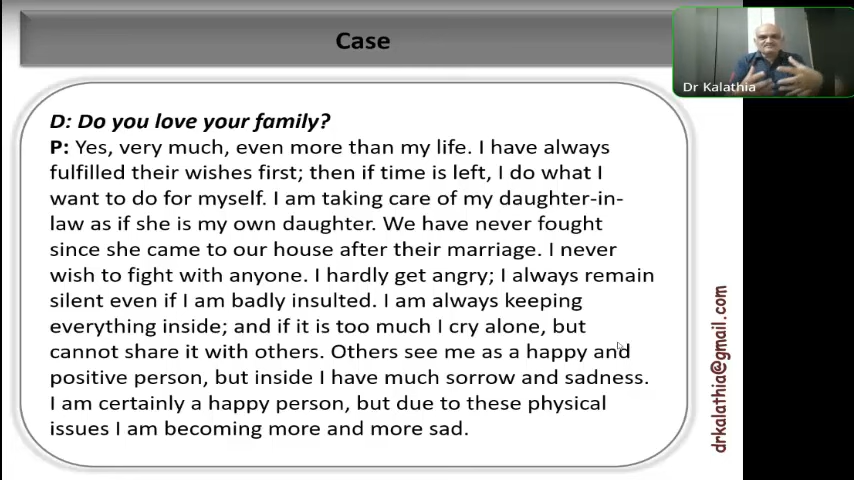 Case
Dr Kalathia
D: Do you love your family?
P: Yes, very much, even more than my life. I have always
fulfilled their wishes first; then if time is left, I do what I
want to do for myself. I am taking care of my daughter-in-
law as if she is my own daughter. We have never fought
since she came to our house after their marriage. I never
wish to fight with anyone. I hardly get angry; I always remain
silent even if I am badly insulted. I am always keeping
everything inside; and if it is too much I cry alone, but
cannot share it with others. Others see me as a happy and
positive person, but inside I have much sorrow and sadness.
I am certainly a happy person, but due to these physical
issues I am becoming more and more sad.
drkalathia@gmail.com